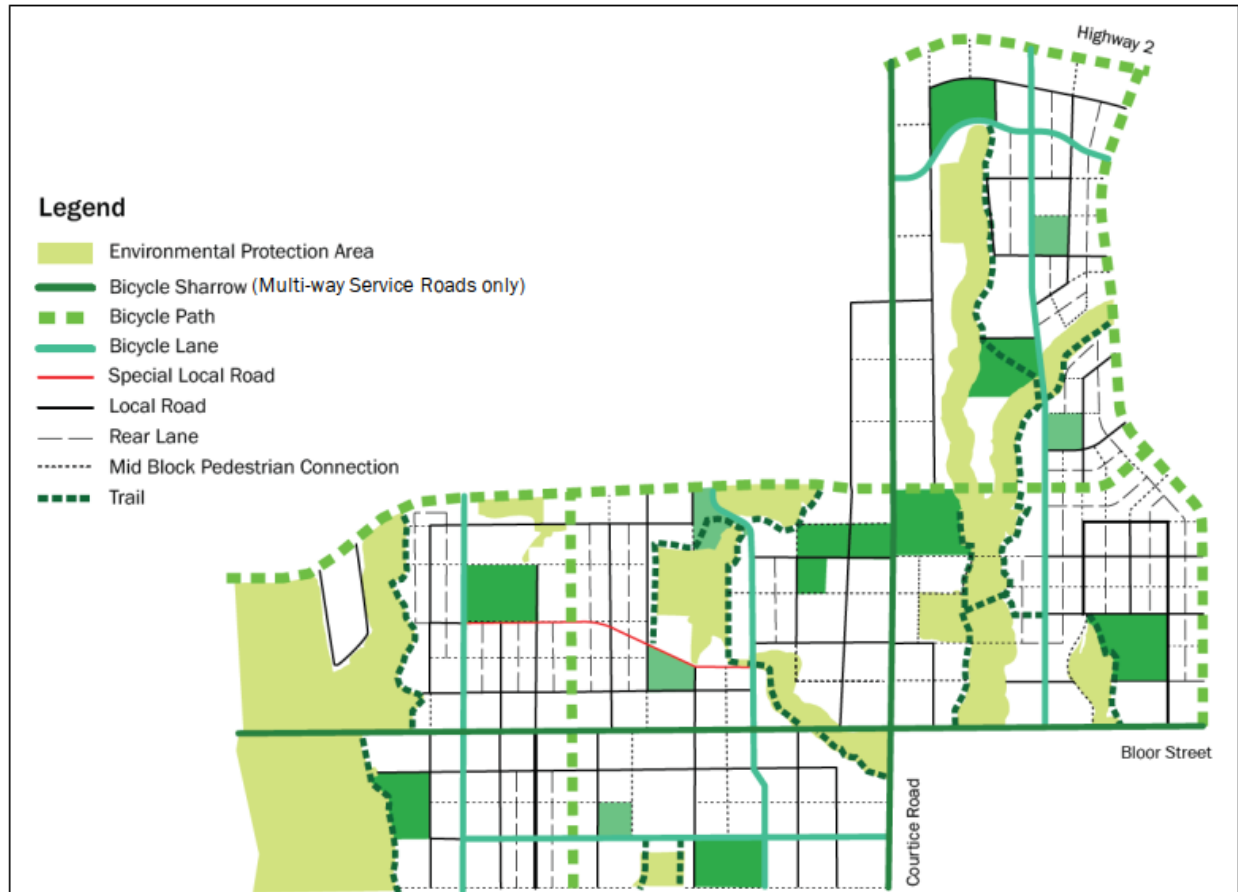 Highway 2
Legend
Environmental Protection Area
Bicycle Sharrow (Multi-way Service Roads only)
Bicycle Path
Bicycle Lane
Special Local Road
Local Road
Rear Lane
Mid Block Pedestrian Connection
Trail
Bloor Street
Courtice Road